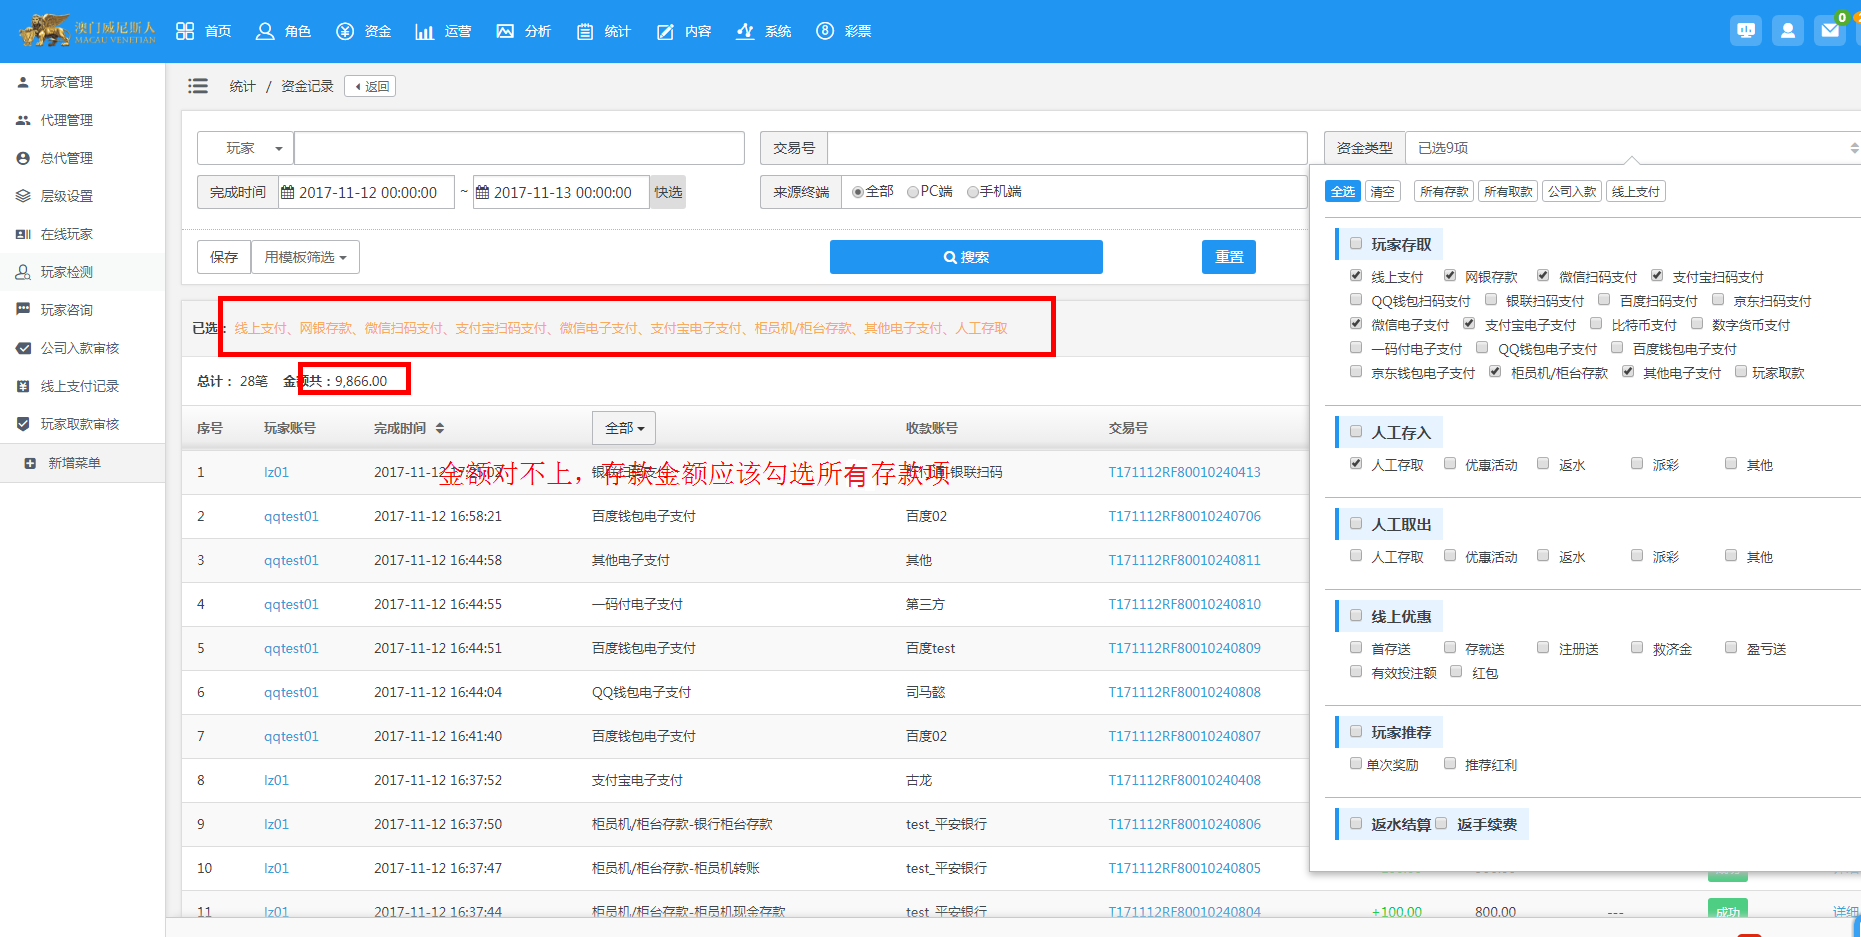 澳门威尼斯人
MACAU VENETIAN
首页 角色 资金 运营 分析 统计 内容 系统 彩票
0
玩家管理
代理管理
总代管理
层级设置
在线玩家
玩家检测
玩家咨询
公司入款审核
线上支付记录
玩家取款审核
新增菜单
统计 / 资金记录 返回
玩家 交易号 资金类型 已选9项
完成时间 2017-11-12 00:00:00 ~ 2017-11-13 00:00:00 快选 来源终端 全部 PC端 手机端
保存 用模板筛选 搜索 重置
已选：线上支付、网银存款、微信扫码支付、支付宝扫码支付、微信电子支付、支付宝电子支付、柜员机/柜台存款、其他电子支付、人工存取
总计： 28笔 金额共：9,866.00
序号 玩家账号 完成时间 全部 收款账号 交易号
金额对不上，存款金额应该勾选所有存款项
1 lz01 2017-11-12 T171112RF80010240413
2 qqtest01 2017-11-12 16:58:21 百度钱包电子支付 百度02 T171112RF80010240706
3 qqtest01 2017-11-12 16:44:58 其他电子支付 其他 T171112RF80010240811
4 qqtest01 2017-11-12 16:44:55 一码付电子支付 第三方 T171112RF80010240810
5 qqtest01 2017-11-12 16:44:51 百度钱包电子支付 百度test T171112RF80010240809
6 qqtest01 2017-11-12 16:44:04 QQ钱包电子支付 司马懿 T171112RF80010240808
7 qqtest01 2017-11-12 16:41:40 百度钱包电子支付 百度02 T171112RF80010240807
8 lz01 2017-11-12 16:37:52 支付宝电子支付 古龙 T171112RF80010240408
9 lz01 2017-11-12 16:37:50 柜员机/柜台存款-银行柜台存款 test_平安银行 T171112RF80010240806
10 lz01 2017-11-12 16:37:47 柜员机/柜台存款-柜员机转账 test_平安银行 T171112RF80010240805
11 lz01 2017-11-12 16:37:44 柜员机/柜台存款-柜员机现金存款 test_平安银行 T171112RF80010240804 +100.00 800.00 --- 成功 详细
全选 清空 所有存款 所有取款 公司入款 线上支付
玩家存取
线上支付 网银存款 微信扫码支付 支付宝扫码支付
QQ钱包扫码支付 银联扫码支付 百度扫码支付 京东扫码支付
微信电子支付 支付宝电子支付 比特币支付 数字货币支付
一码付电子支付 QQ钱包电子支付 百度钱包电子支付
京东钱包电子支付 柜员机/柜台存款 其他电子支付 玩家取款
人工存入
人工存取 优惠活动 返水 派彩 其他
人工取出
人工存取 优惠活动 返水 派彩 其他
线上优惠
首存送 存就送 注册送 救济金 盈亏送
有效投注额 红包
玩家推荐
单次奖励 推荐红利
返水结算 返手续费